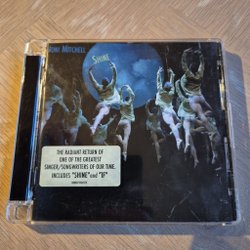 JONI MITCHELL
SHINE
THE RADIANT RETURN OF
ONE OF THE GREATEST
SINGER/SONGWRITERS OF OUR TIME.
INCLUDES "SHINE" and "IF"